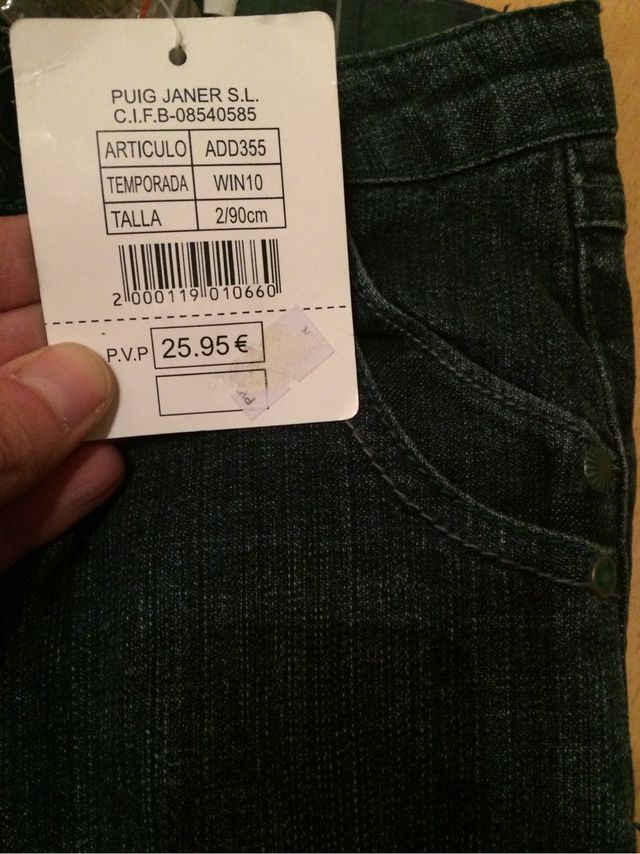 PUIG JANER S.L.
C.I.F.B-08540585
ARTICULO ADD355
TEMPORADA WIN10
TALLA 2/90cm
2 000119 010660
P.V.P 25.95 €